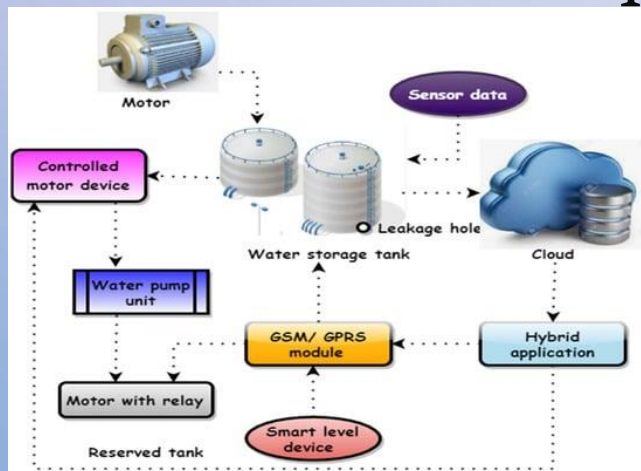 Motor
Sensor data
Controlled
motor device
Leakage hole
Water storage tank
Cloud
Water pump
unit
GSM/ GPRS
module
Hybrid
application
Motor with relay
Smart level
device
Reserved tank